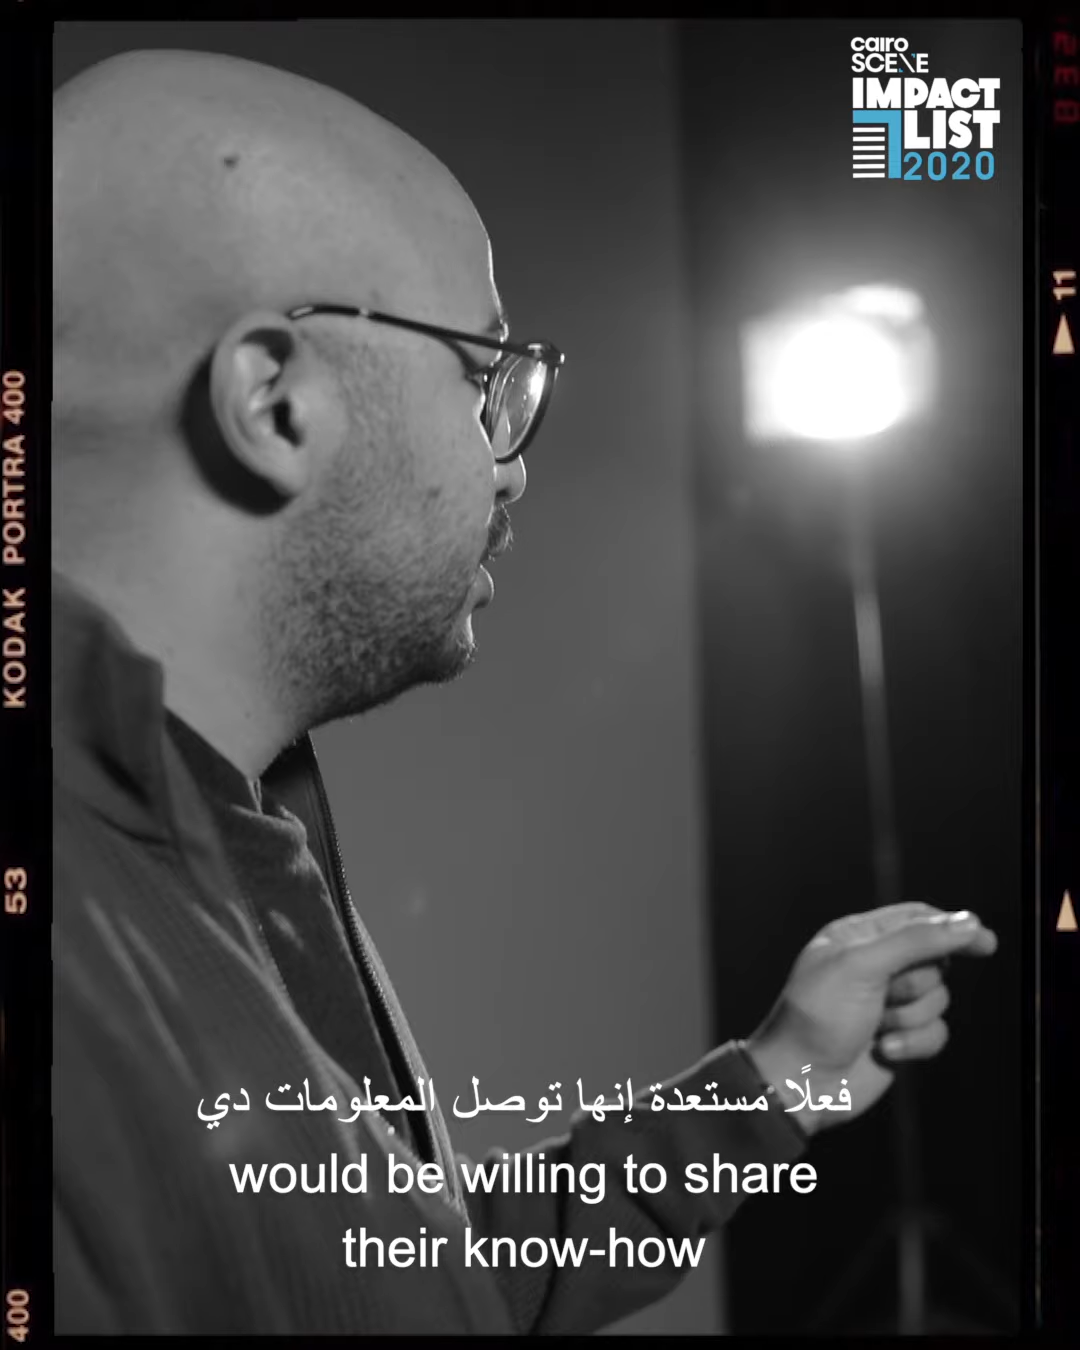 cairo
SCENE
IMPACT
LIST
2020
11
KODAK PORTRA 400
53
فعلًا مستعدة إنها توصل المعلومات دي
would be willing to share
their know-how
400